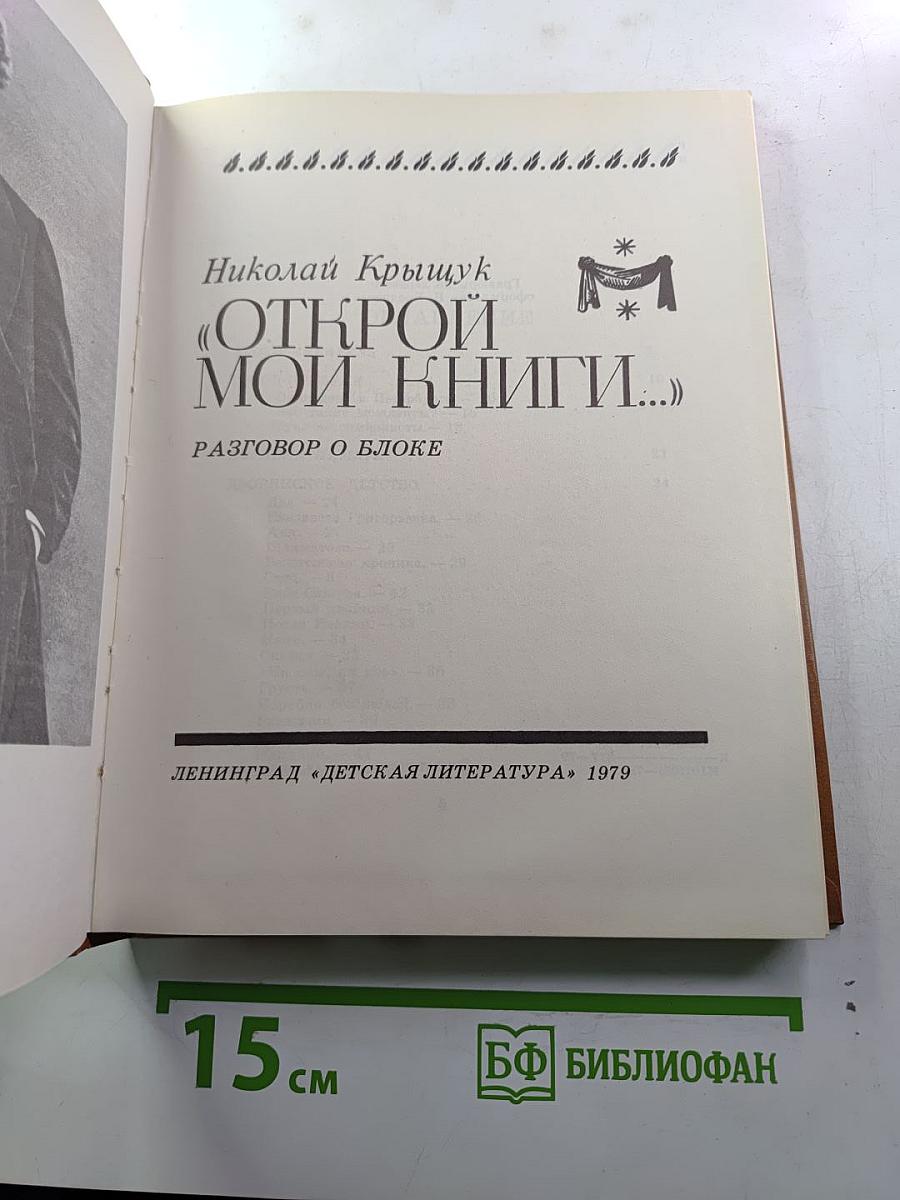 Николай Крыщук
«ОТКРОЙ
МОИ КНИГИ...»
РАЗГОВОР О БЛОКЕ
ЛЕНИНГРАД «ДЕТСКАЯ ЛИТЕРАТУРА» 1979
15 см
БФ БИБЛИОФАН